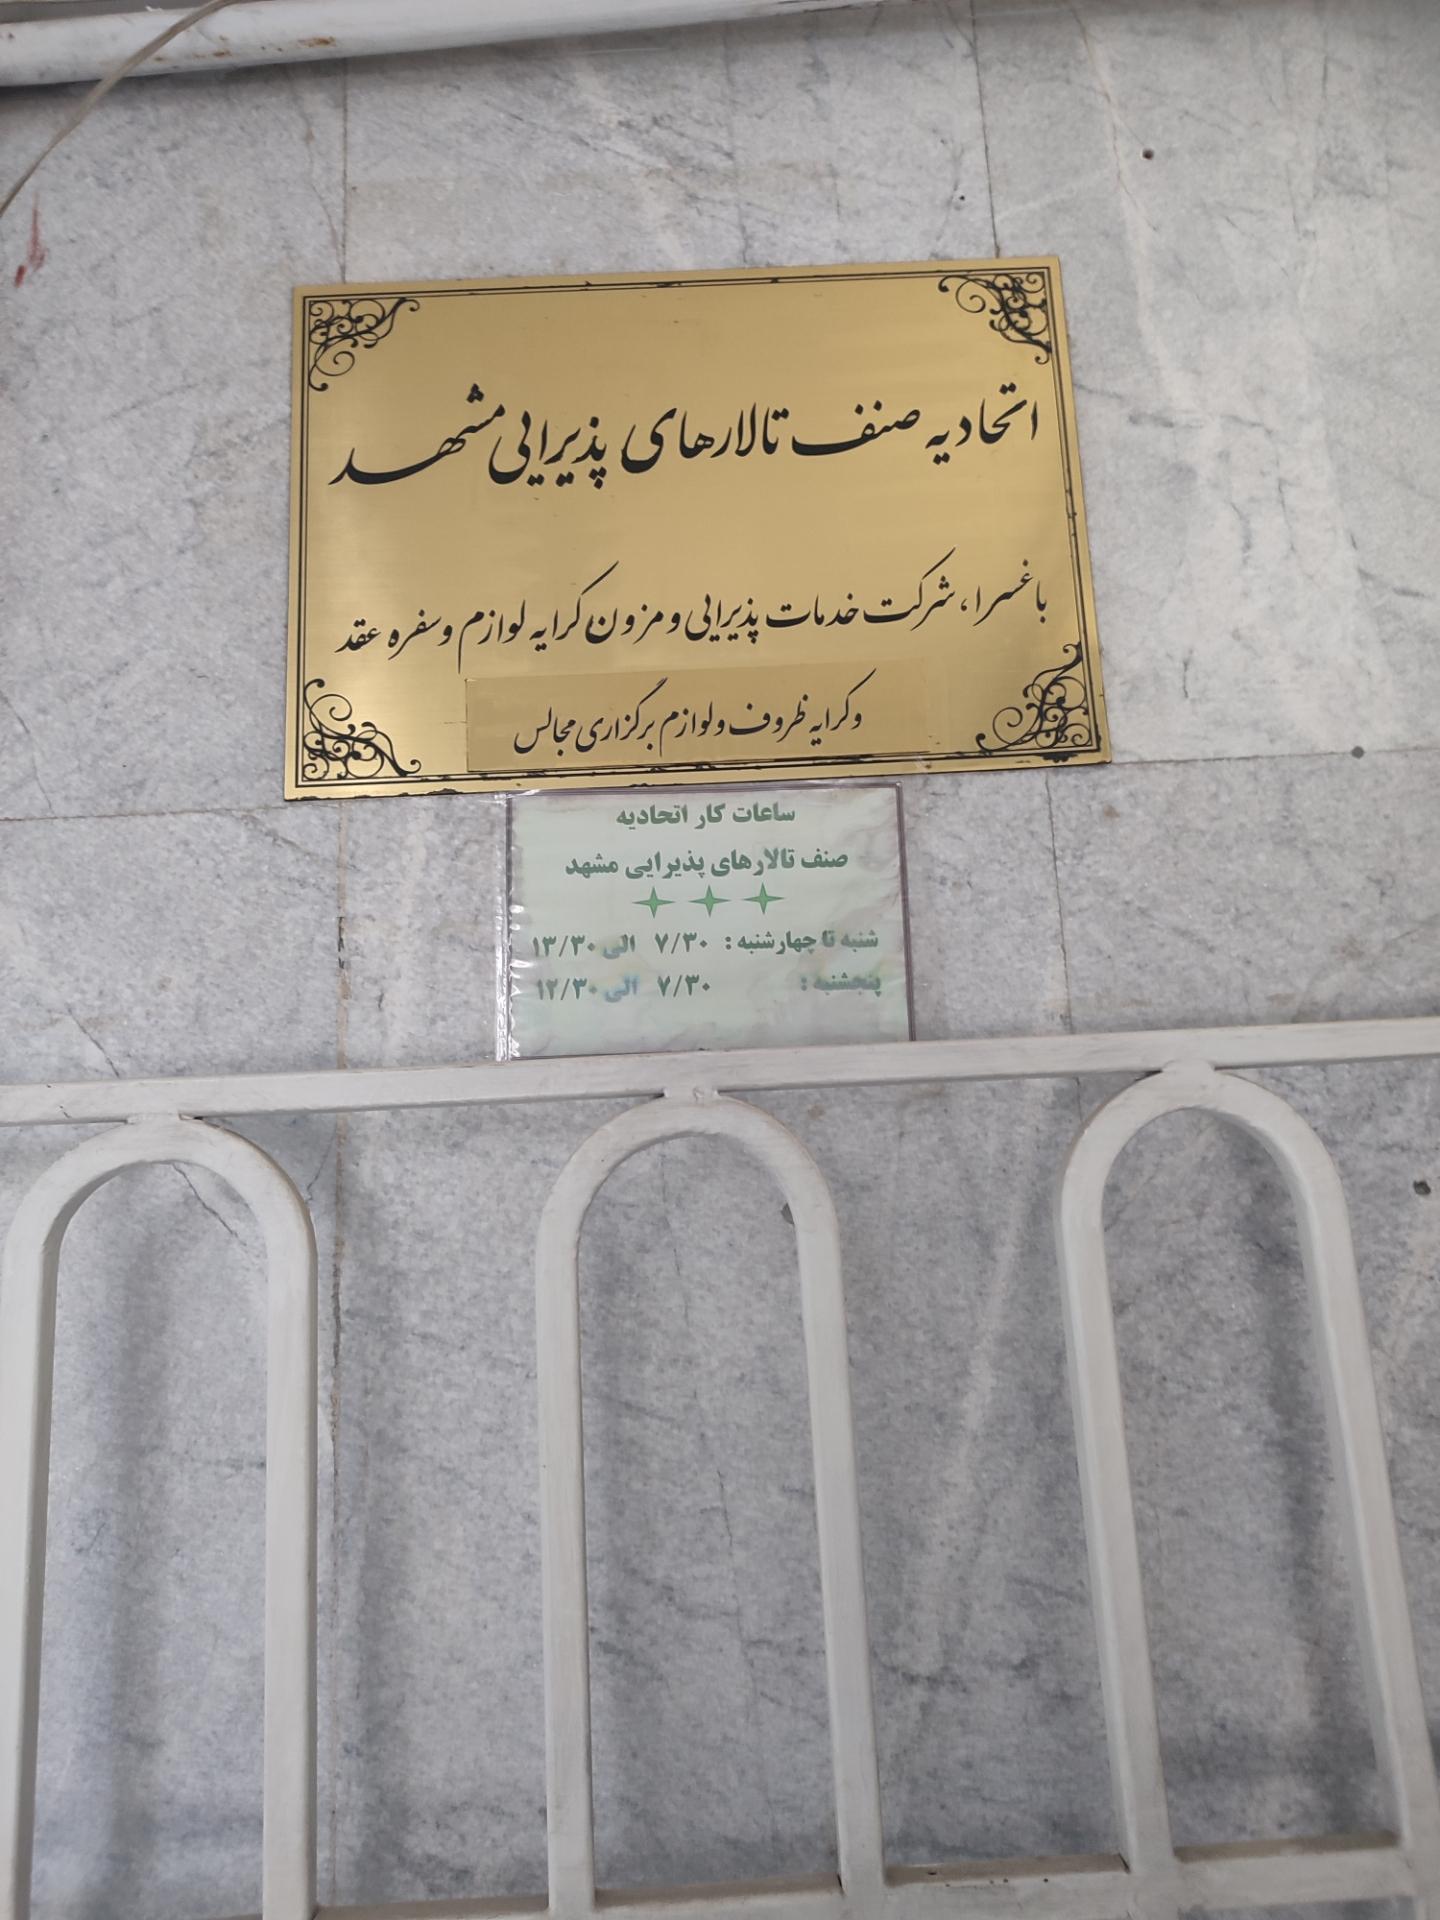 اتحادیه صنف تالارهای پذیرایی مشهد
باغسرا، شرکت خدمات پذیرایی و مزون کرایه لوازم و سفره عقد
و کرایه ظروف و لوازم برگزاری مجالس
ساعات کار اتحادیه
صنف تالارهای پذیرایی مشهد
شنبه تا چهارشنبه : ۷/۳۰ الی ۱۳/۳۰
پنجشنبه : ۷/۳۰ الی ۱۲/۳۰